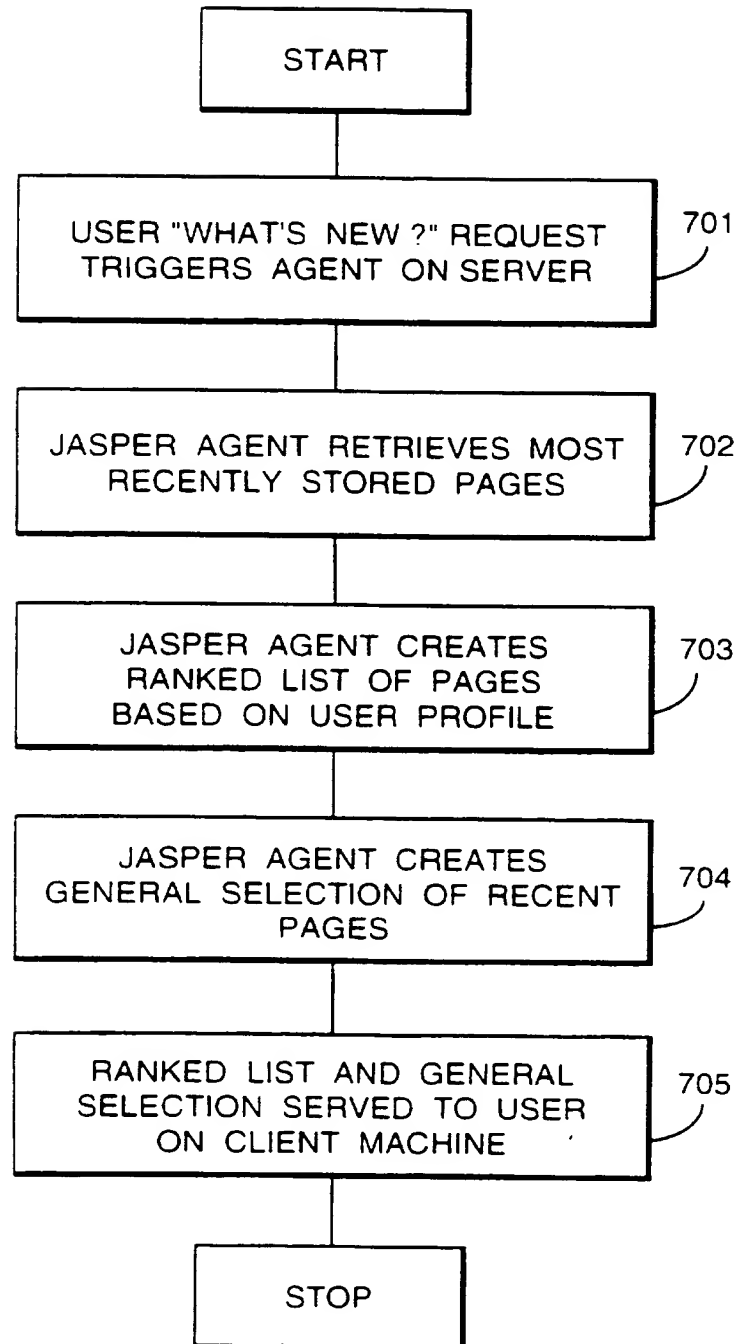 START
USER "WHAT'S NEW ?" REQUEST
TRIGGERS AGENT ON SERVER
701
JASPER AGENT RETRIEVES MOST
RECENTLY STORED PAGES
702
JASPER AGENT CREATES
RANKED LIST OF PAGES
BASED ON USER PROFILE
703
JASPER AGENT CREATES
GENERAL SELECTION OF RECENT
PAGES
704
RANKED LIST AND GENERAL
SELECTION SERVED TO USER
ON CLIENT MACHINE
705
STOP